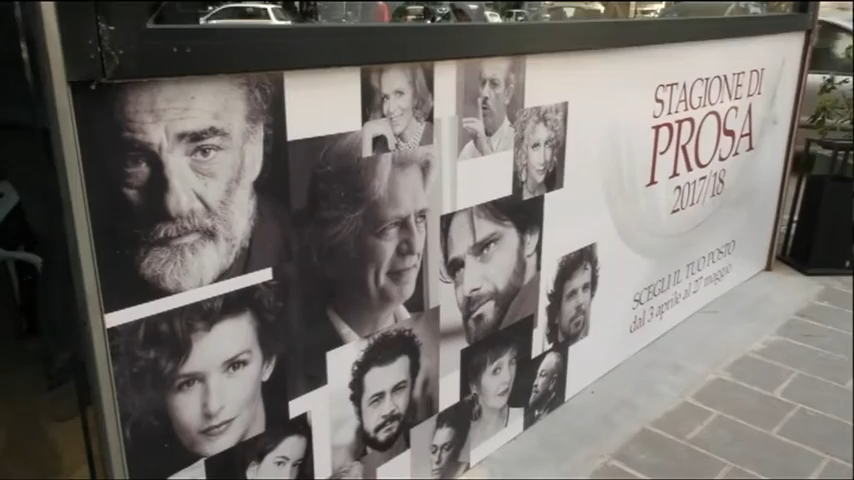 STAGIONE DI
PROSA
2017/18
SCEGLI IL TUO POSTO
dal 3 aprile al 27 maggio